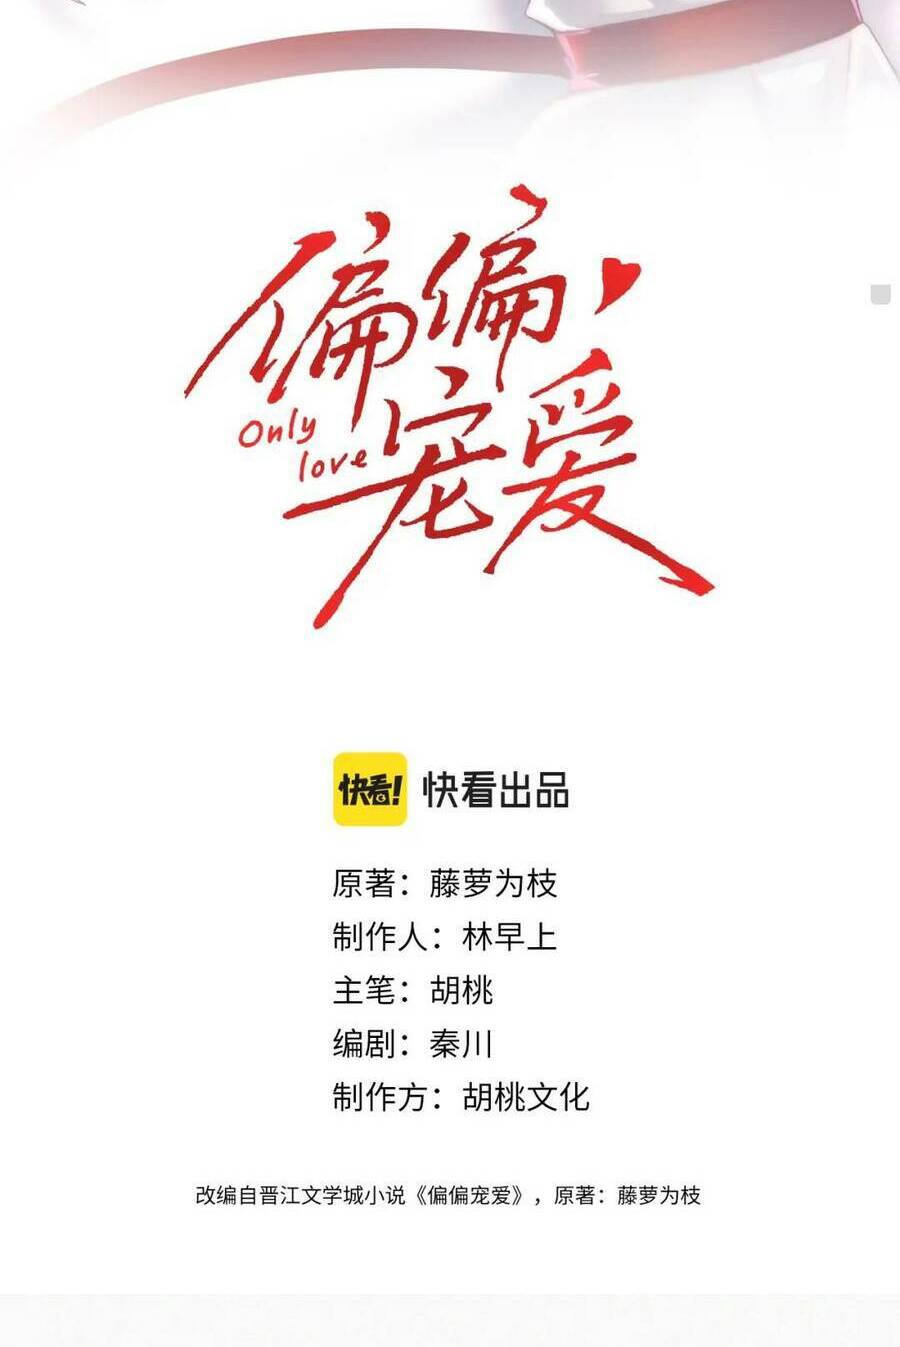 偏偏
Only
love
宠爱
快看!
快看出品
原著：藤萝为枝
制作人：林早上
主笔：胡桃
编剧：秦川
制作方：胡桃文化
改编自晋江文学城小说《偏偏宠爱》，原著：藤萝为枝